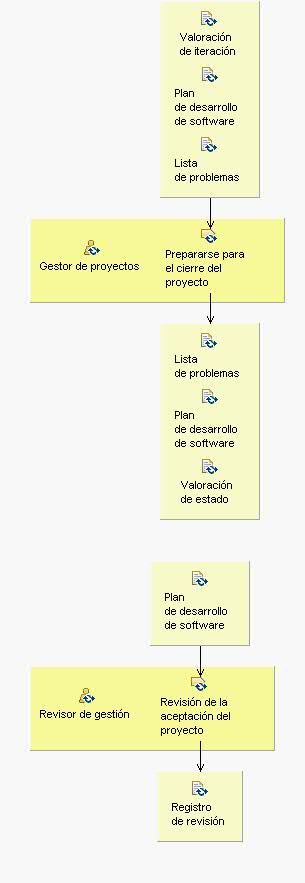 Valoración
de iteración
Plan
de desarrollo
de software
Lista
de problemas
Gestor de proyectos
Prepararse para
el cierre del
proyecto
Lista
de problemas
Plan
de desarrollo
de software
Valoración
de estado
Plan
de desarrollo
de software
Revisor de gestión
Revisión de la
aceptación del
proyecto
Registro
de revisión